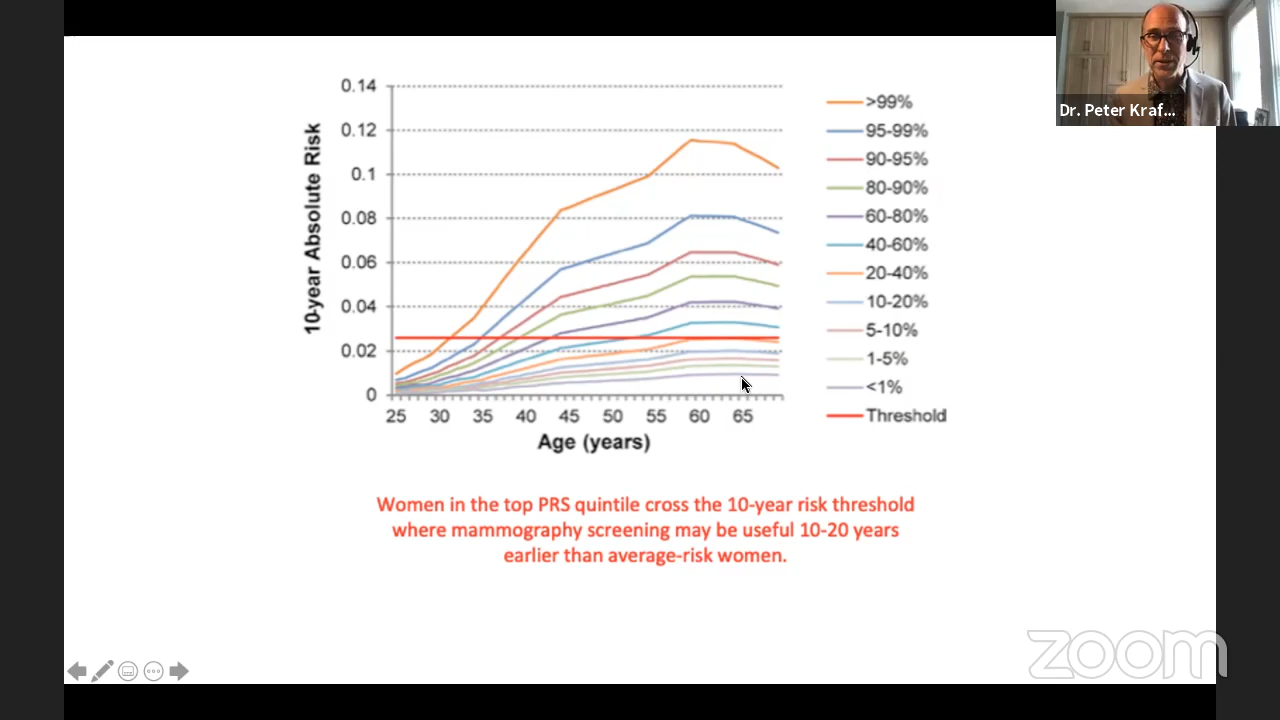 Dr. Peter Kraf...
0.14
0.12
0.1
0.08
0.06
0.04
0.02
0
10-year Absolute Risk
25 30 35 40 45 50 55 60 65
Age (years)
>99%
95-99%
90-95%
80-90%
60-80%
40-60%
20-40%
10-20%
5-10%
1-5%
<1%
Threshold
Women in the top PRS quintile cross the 10-year risk threshold
where mammography screening may be useful 10-20 years
earlier than average-risk women.
zoom